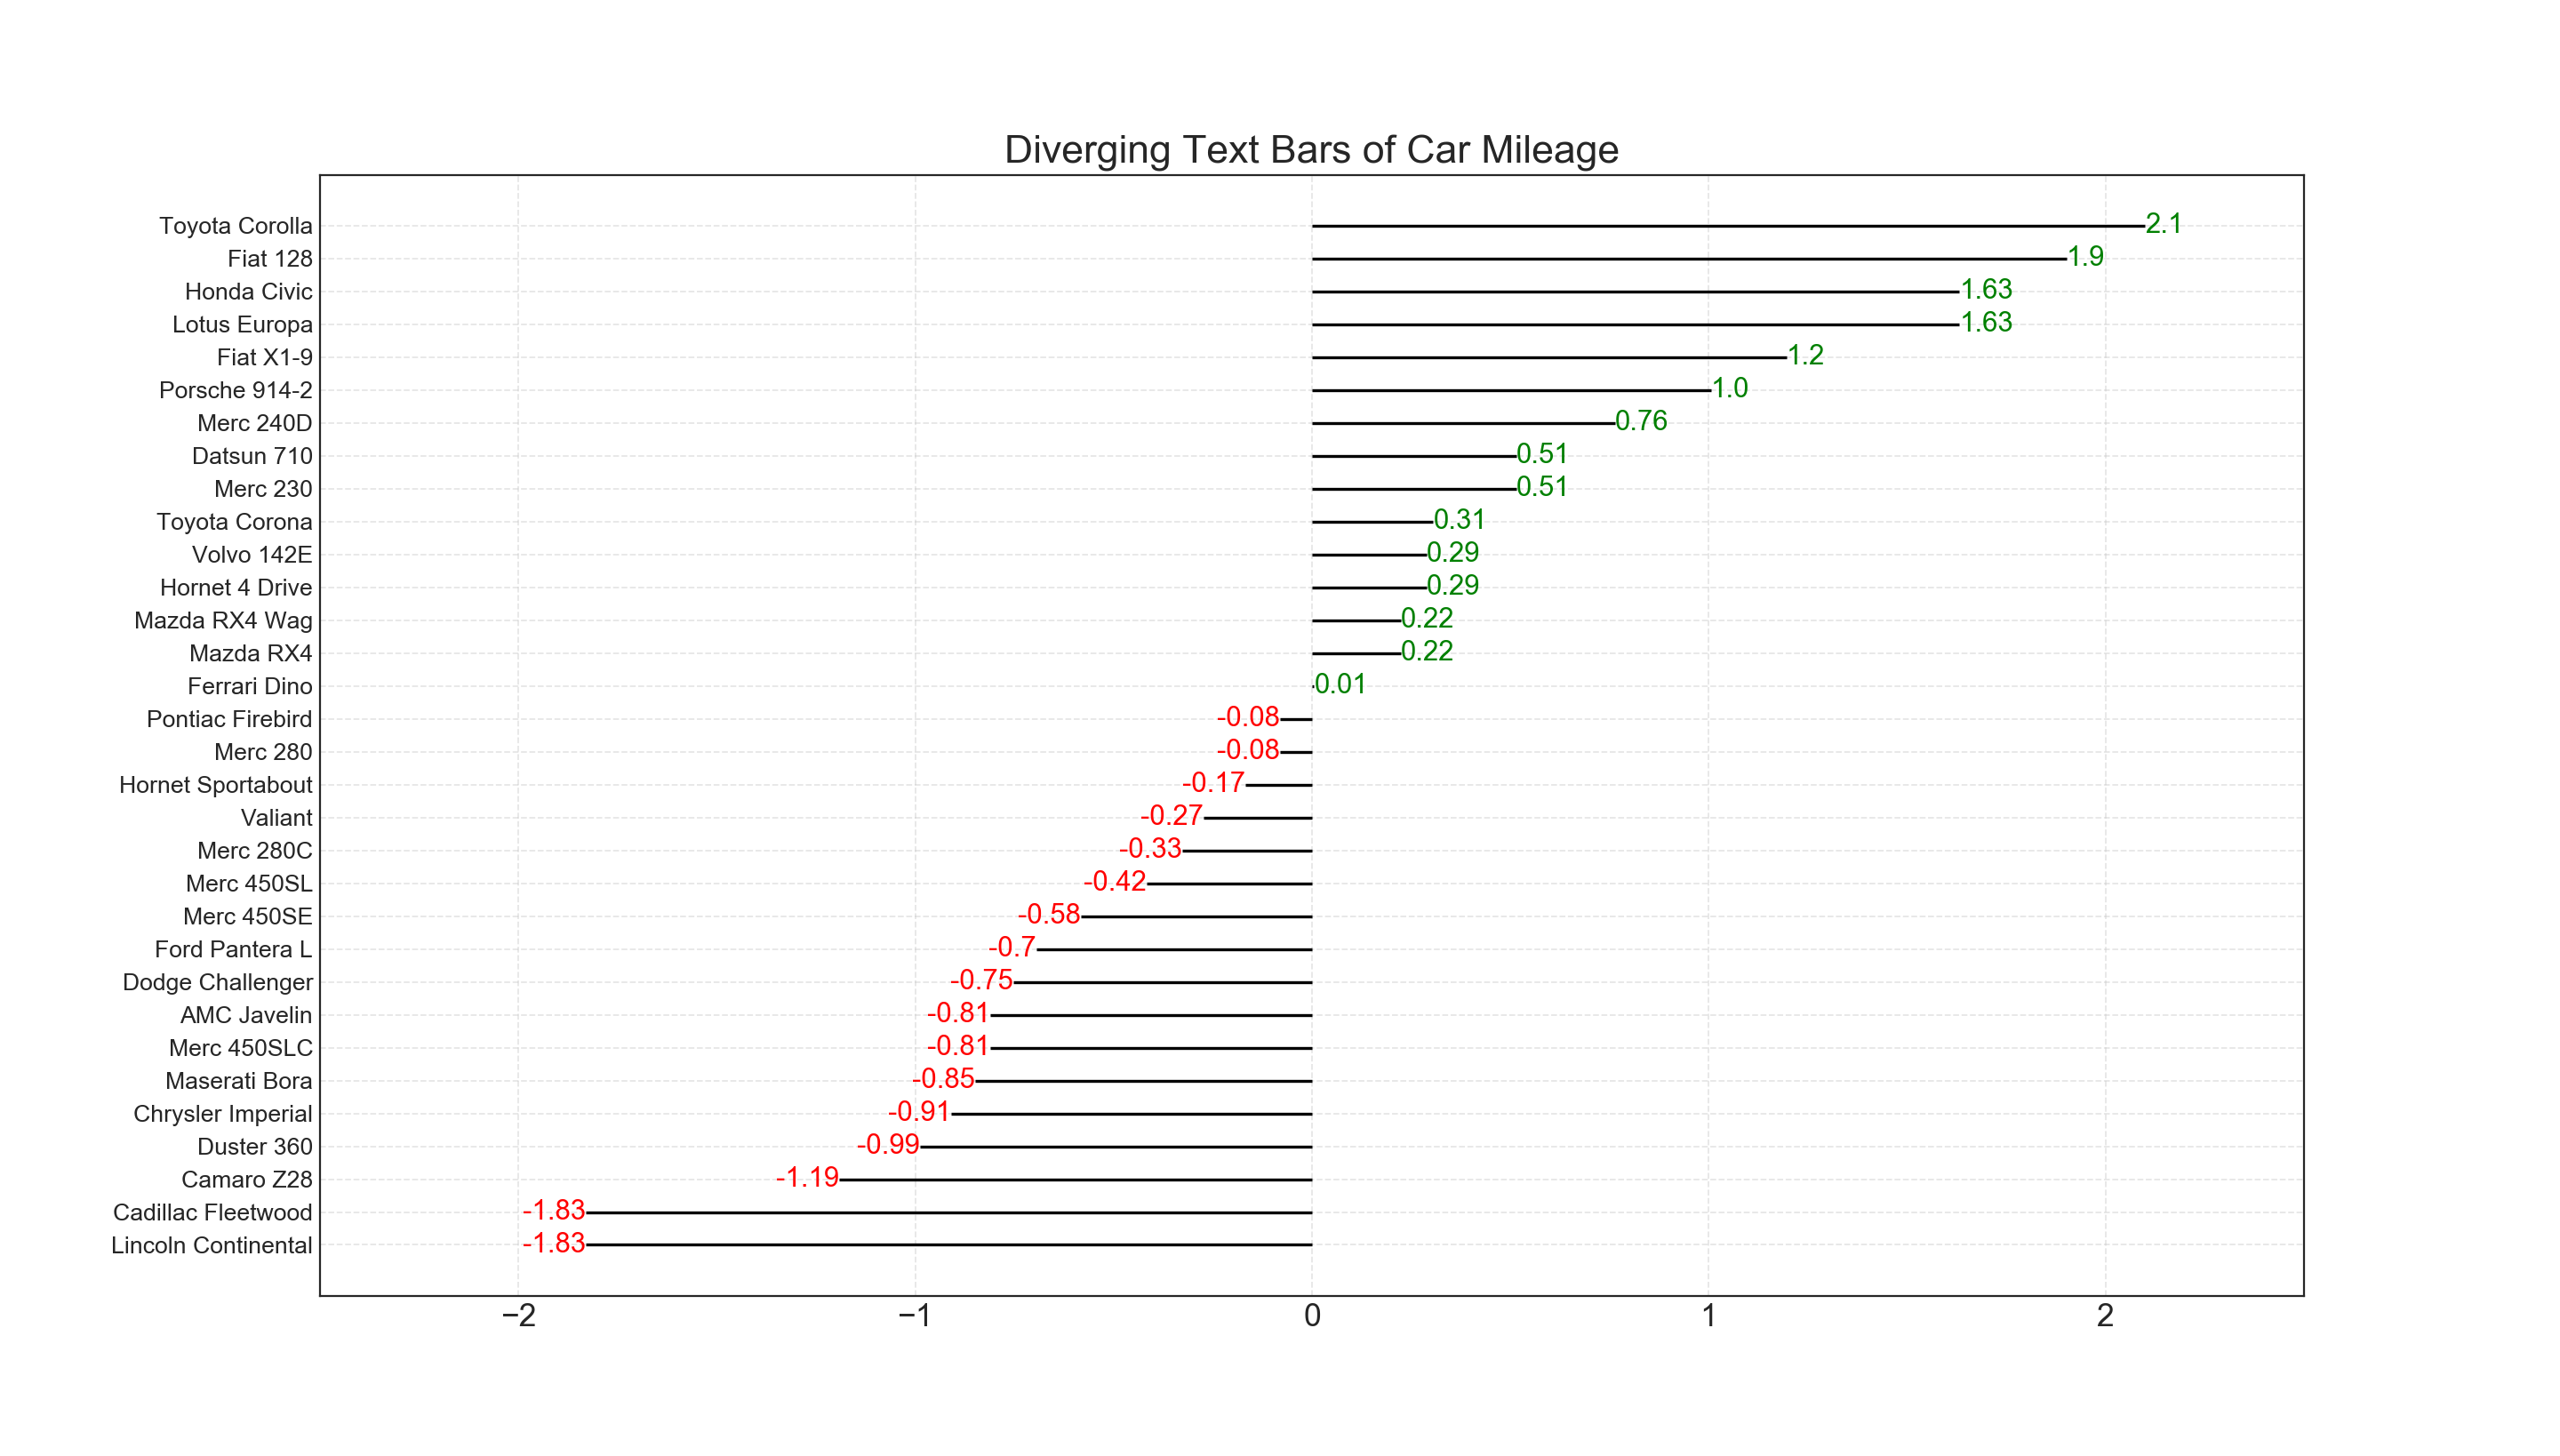 Diverging Text Bars of Car Mileage
Toyota Corolla 2.1
Fiat 128 1.9
Honda Civic 1.63
Lotus Europa 1.63
Fiat X1-9 1.2
Porsche 914-2 1.0
Merc 240D 0.76
Datsun 710 0.51
Merc 230 0.51
Toyota Corona 0.31
Volvo 142E 0.29
Hornet 4 Drive 0.29
Mazda RX4 Wag 0.22
Mazda RX4 0.22
Ferrari Dino 0.01
Pontiac Firebird -0.08
Merc 280 -0.08
Hornet Sportabout -0.17
Valiant -0.27
Merc 280C -0.33
Merc 450SL -0.42
Merc 450SE -0.58
Ford Pantera L -0.7
Dodge Challenger -0.75
AMC Javelin -0.81
Merc 450SLC -0.81
Maserati Bora -0.85
Chrysler Imperial -0.91
Duster 360 -0.99
Camaro Z28 -1.19
Cadillac Fleetwood -1.83
Lincoln Continental -1.83
−2 −1 0 1 2